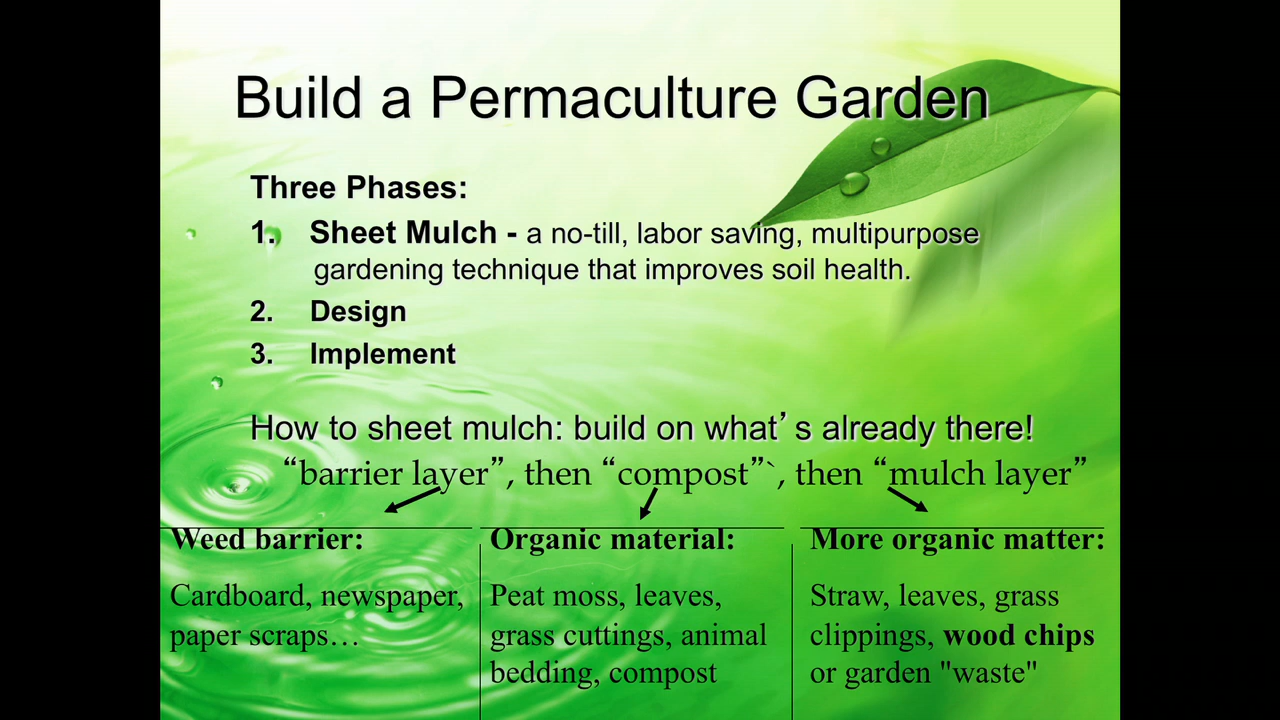 Build a Permaculture Garden
Three Phases:
1. Sheet Mulch - a no-till, labor saving, multipurpose
gardening technique that improves soil health.
2. Design
3. Implement
How to sheet mulch: build on what’s already there!
“barrier layer”, then “compost”`, then “mulch layer”
Weed barrier:
Cardboard, newspaper,
paper scraps…
Organic material:
Peat moss, leaves,
grass cuttings, animal
bedding, compost
More organic matter:
Straw, leaves, grass
clippings, wood chips
or garden "waste"